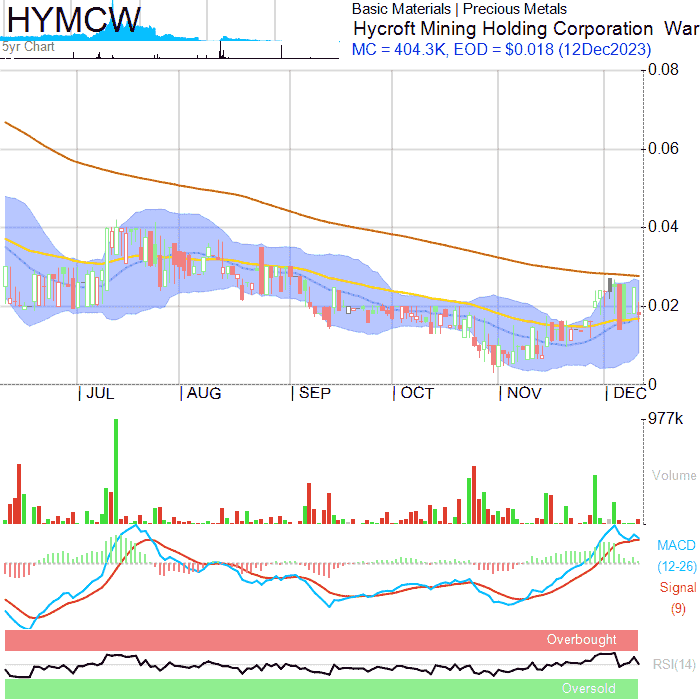 HYMCW
5yr Chart
Basic Materials | Precious Metals
Hycroft Mining Holding Corporation War
MC = 404.3K, EOD = $0.018 (12Dec2023)
0.08
0.06
0.04
0.02
0
JUL AUG SEP OCT NOV DEC
977k
Volume
MACD
(12-26)
Signal
(9)
Overbought
RSI(14)
Oversold